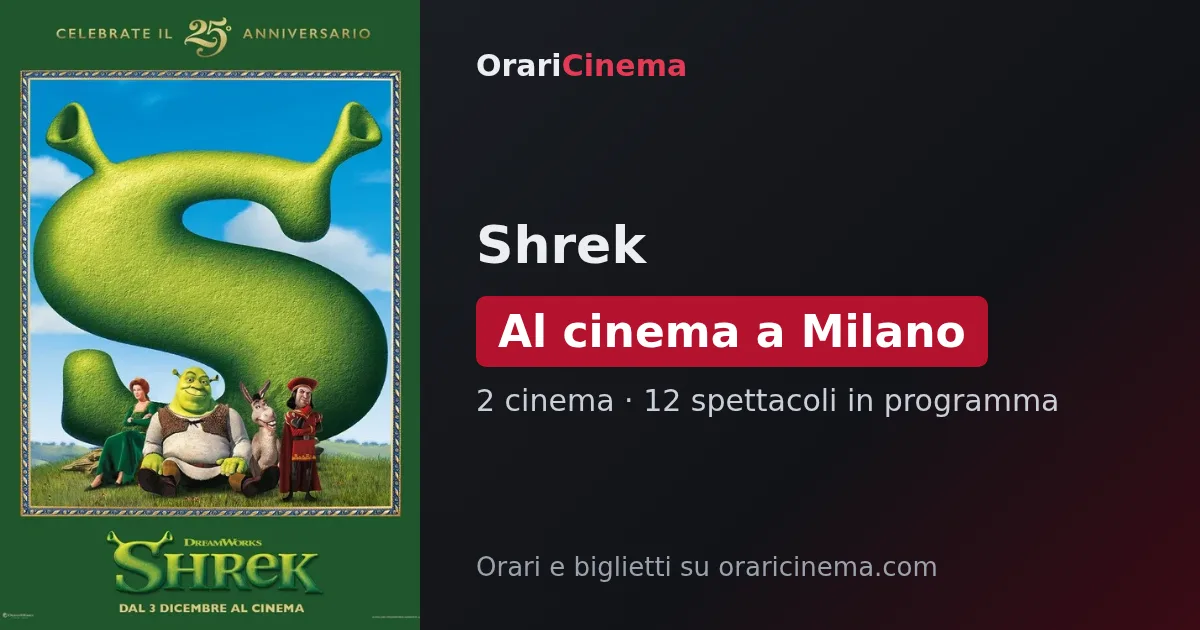 CELEBRATE IL 25° ANNIVERSARIO
DREAMWORKS
SHREK
DAL 3 DICEMBRE AL CINEMA
OrariCinema
Shrek
Al cinema a Milano
2 cinema · 12 spettacoli in programma
Orari e biglietti su oraricinema.com